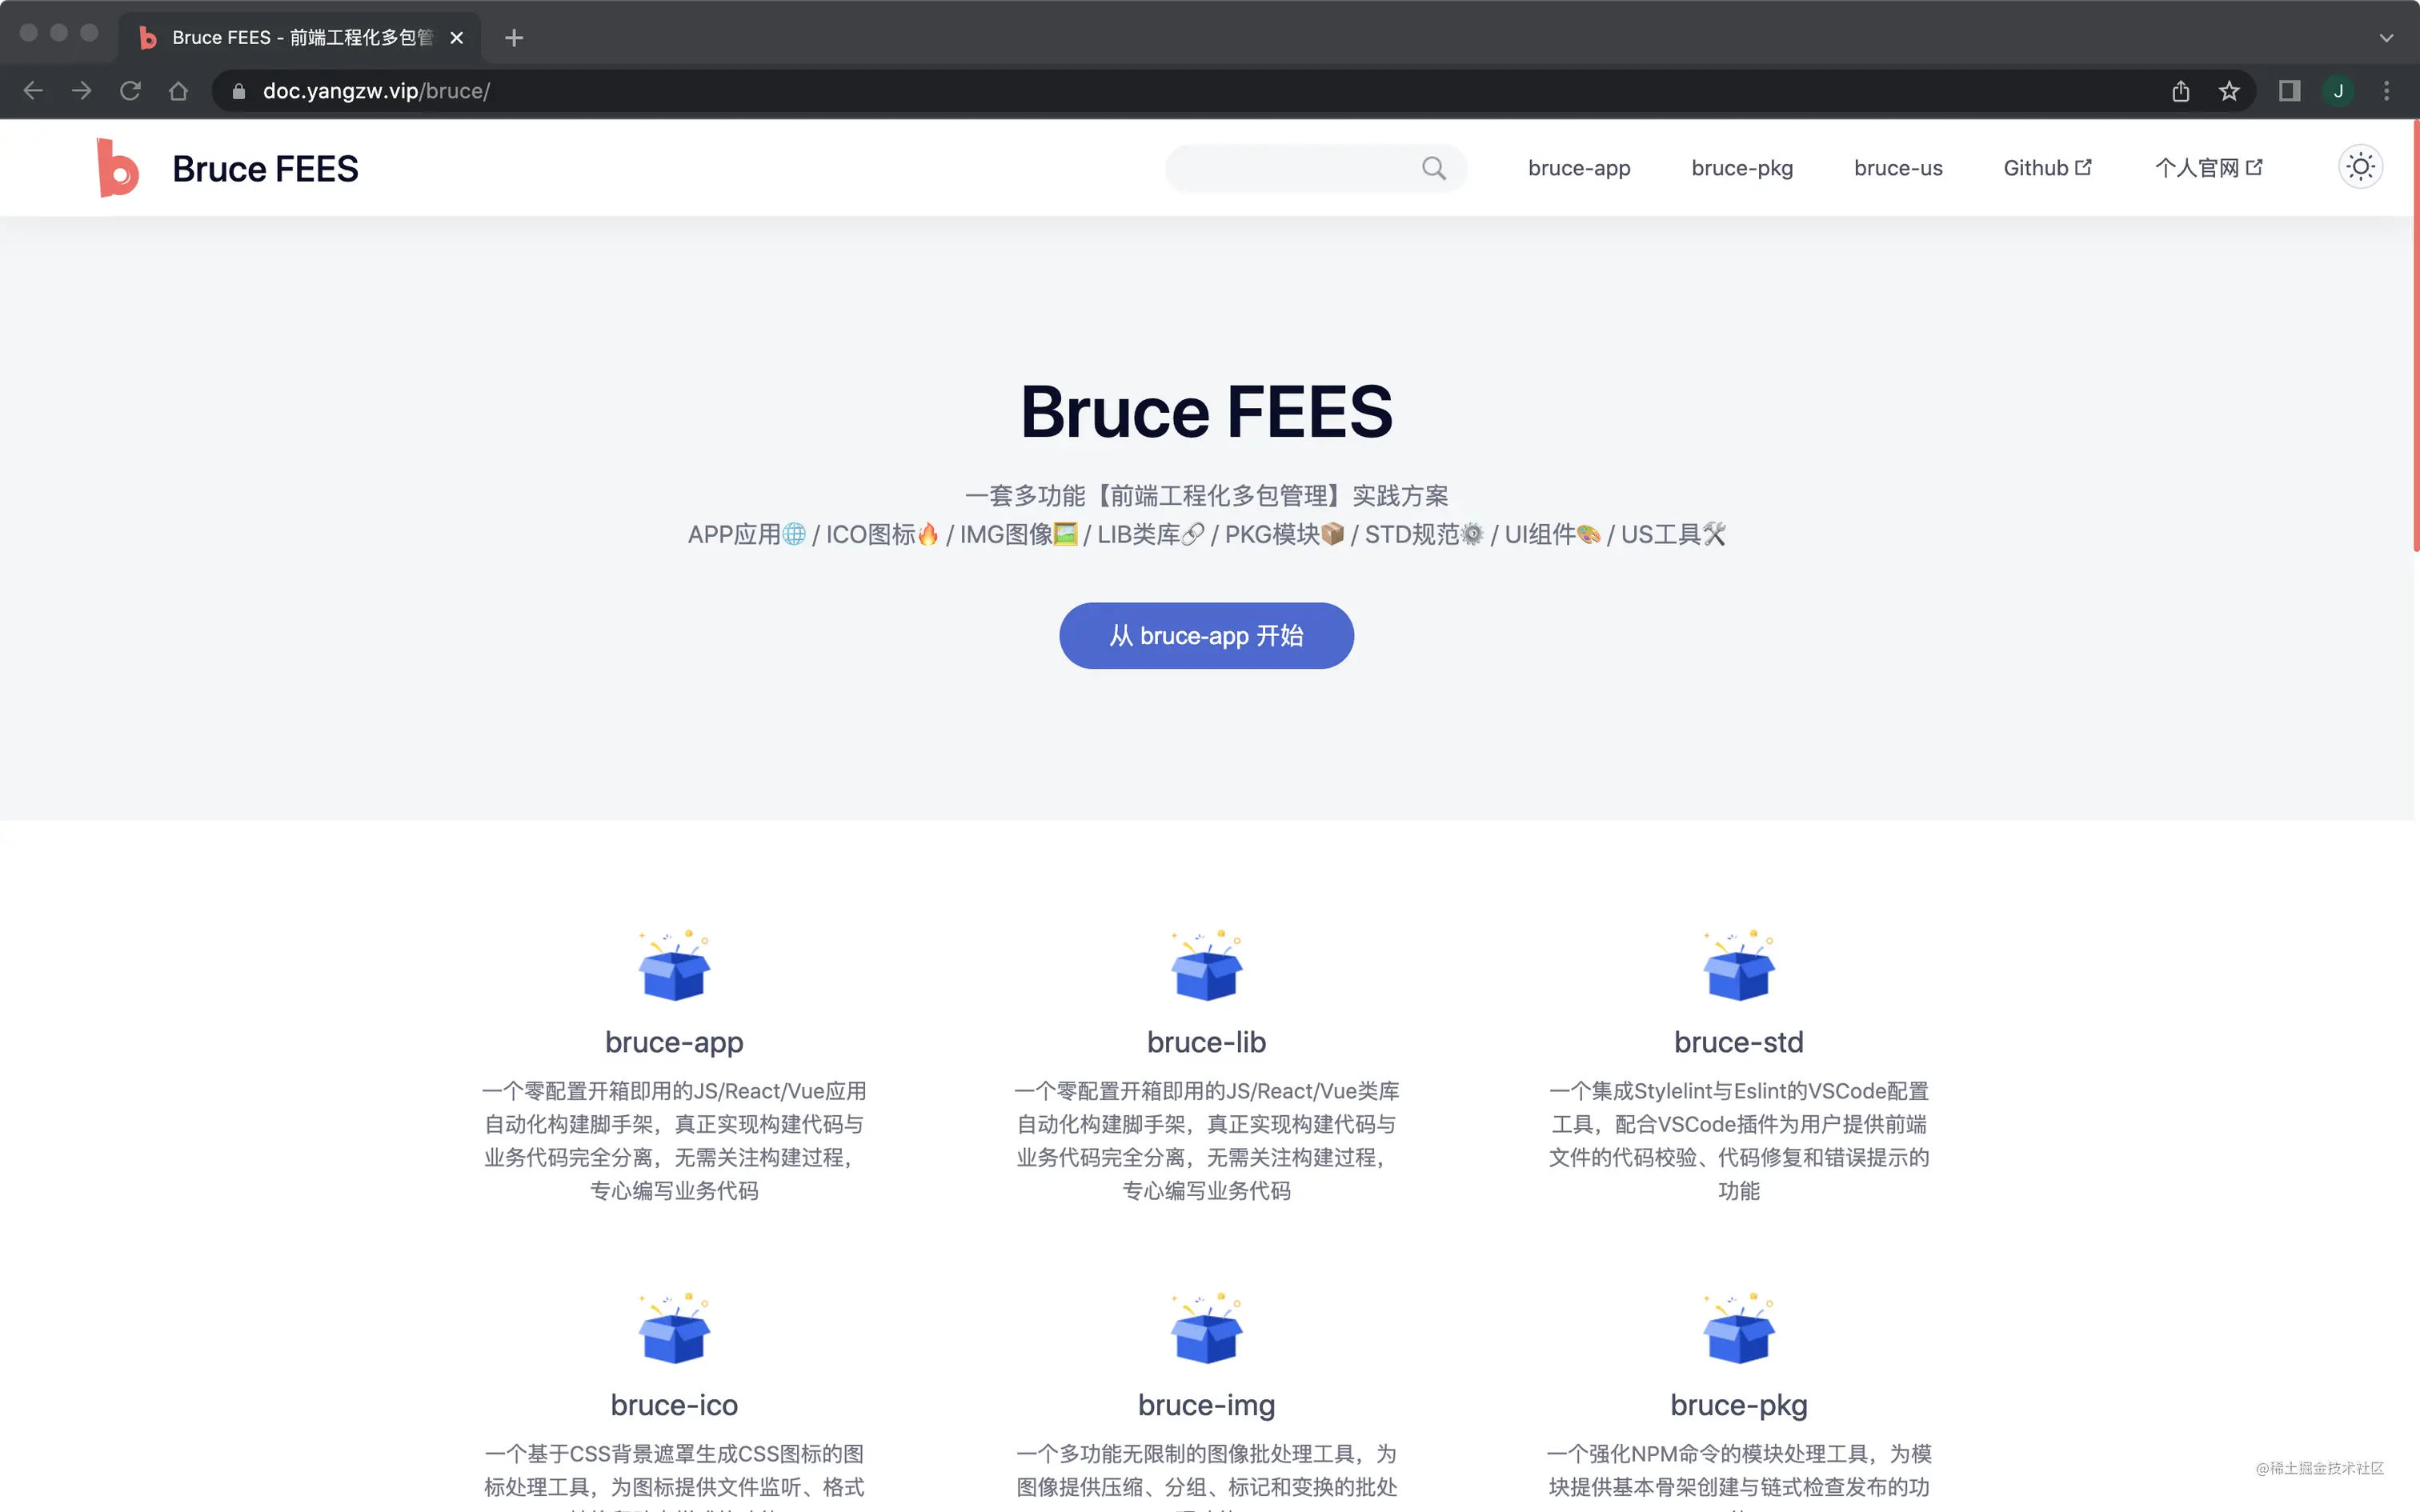 Bruce FEES - 前端工程化多包管
doc.yangzw.vip/bruce/
J
Bruce FEES
bruce-app
bruce-pkg
bruce-us
Github
个人官网
Bruce FEES
一套多功能【前端工程化多包管理】实践方案
APP应用🌐 / ICO图标🔥 / IMG图像🖼️ / LIB类库🔗 / PKG模块📦 / STD规范⚙️ / UI组件🎨 / US工具🛠️
从 bruce-app 开始
bruce-app
一个零配置开箱即用的JS/React/Vue应用
自动化构建脚手架，真正实现构建代码与
业务代码完全分离，无需关注构建过程，
专心编写业务代码
bruce-lib
一个零配置开箱即用的JS/React/Vue类库
自动化构建脚手架，真正实现构建代码与
业务代码完全分离，无需关注构建过程，
专心编写业务代码
bruce-std
一个集成Stylelint与Eslint的VSCode配置
工具，配合VSCode插件为用户提供前端
文件的代码校验、代码修复和错误提示的
功能
bruce-ico
一个基于CSS背景遮罩生成CSS图标的图
标处理工具，为图标提供文件监听、格式
bruce-img
一个多功能无限制的图像批处理工具，为
图像提供压缩、分组、标记和变换的批处
bruce-pkg
一个强化NPM命令的模块处理工具，为模
块提供基本骨架创建与链式检查发布的功
@稀土掘金技术社区